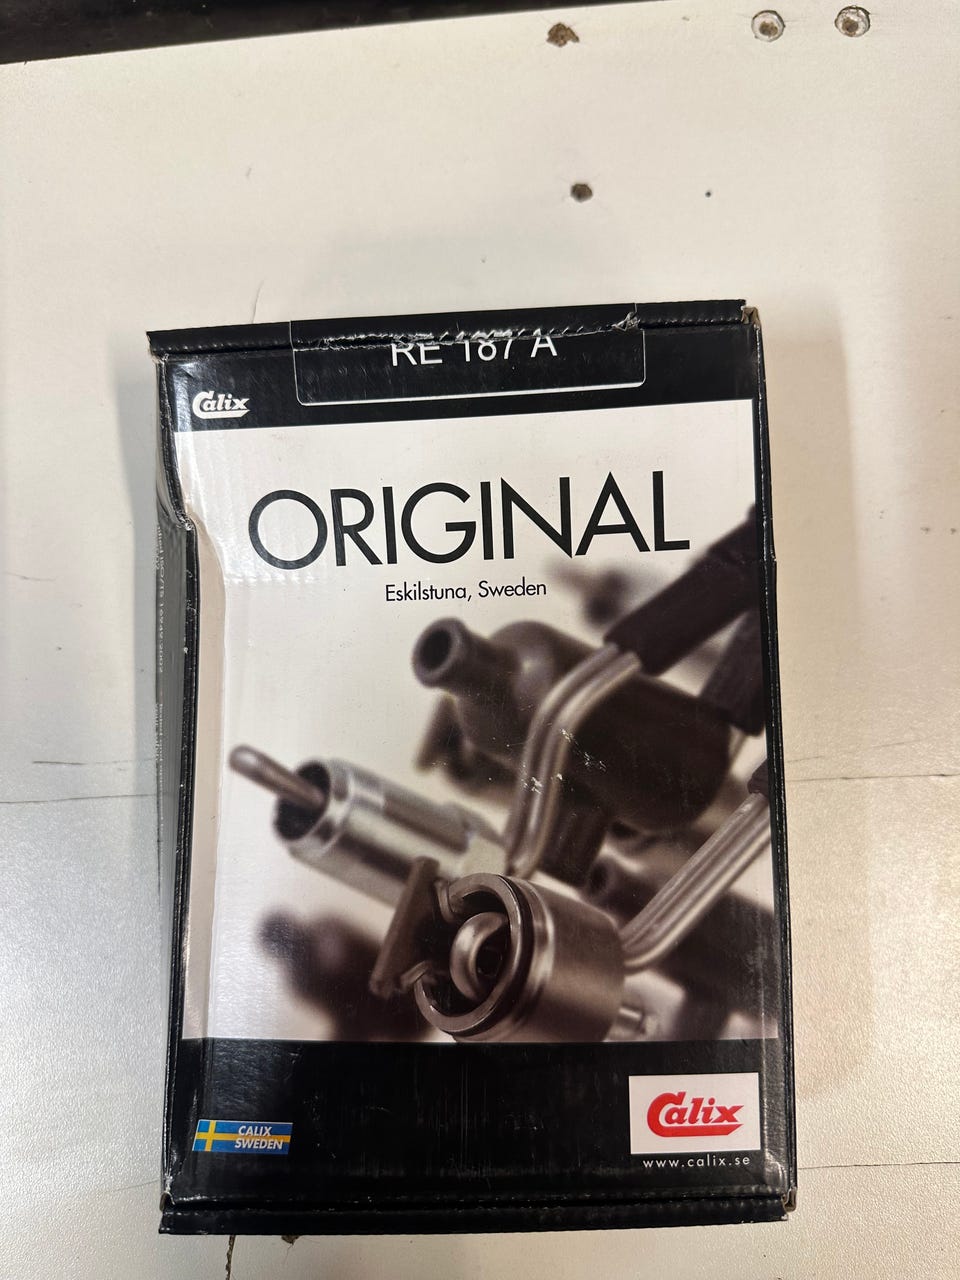 RE 187 A
Calix
ORIGINAL
Eskilstuna, Sweden
CALIX
SWEDEN
Calix
www.calix.se